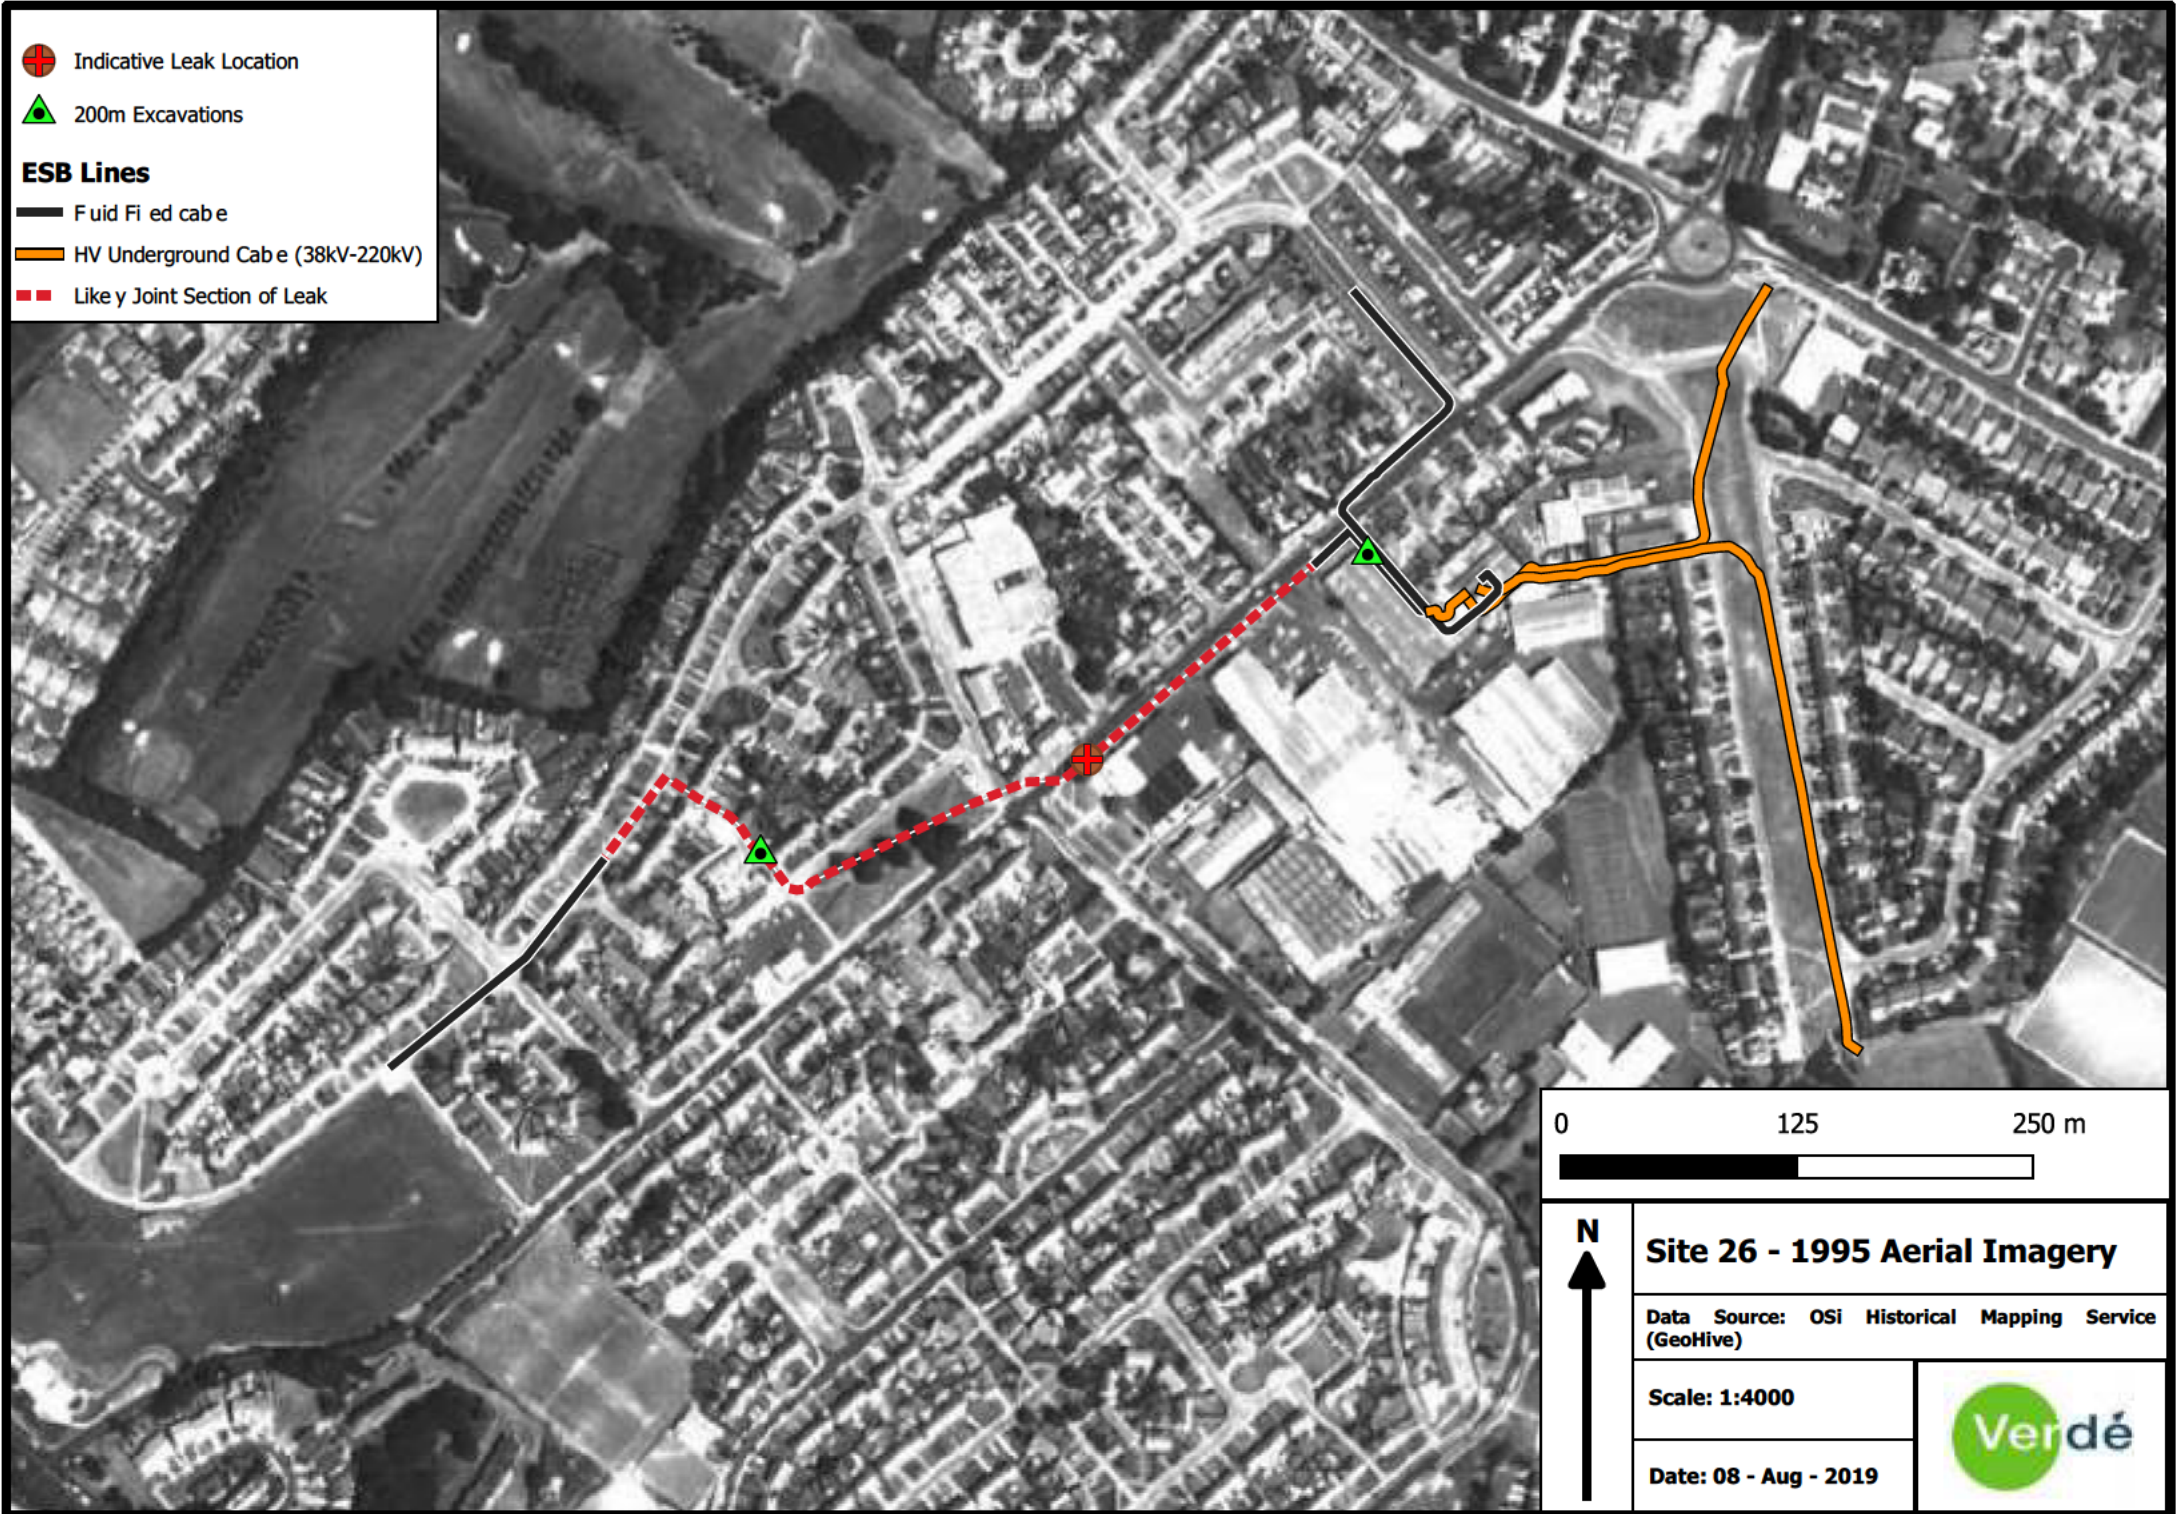 Indicative Leak Location
200m Excavations
ESB Lines
F uid Fi ed cab e
HV Underground Cab e (38kV-220kV)
Like y Joint Section of Leak
0 125 250 m
N
Site 26 - 1995 Aerial Imagery
Data Source: OSi Historical Mapping Service
(GeoHive)
Scale: 1:4000
Date: 08 - Aug - 2019
Verdé